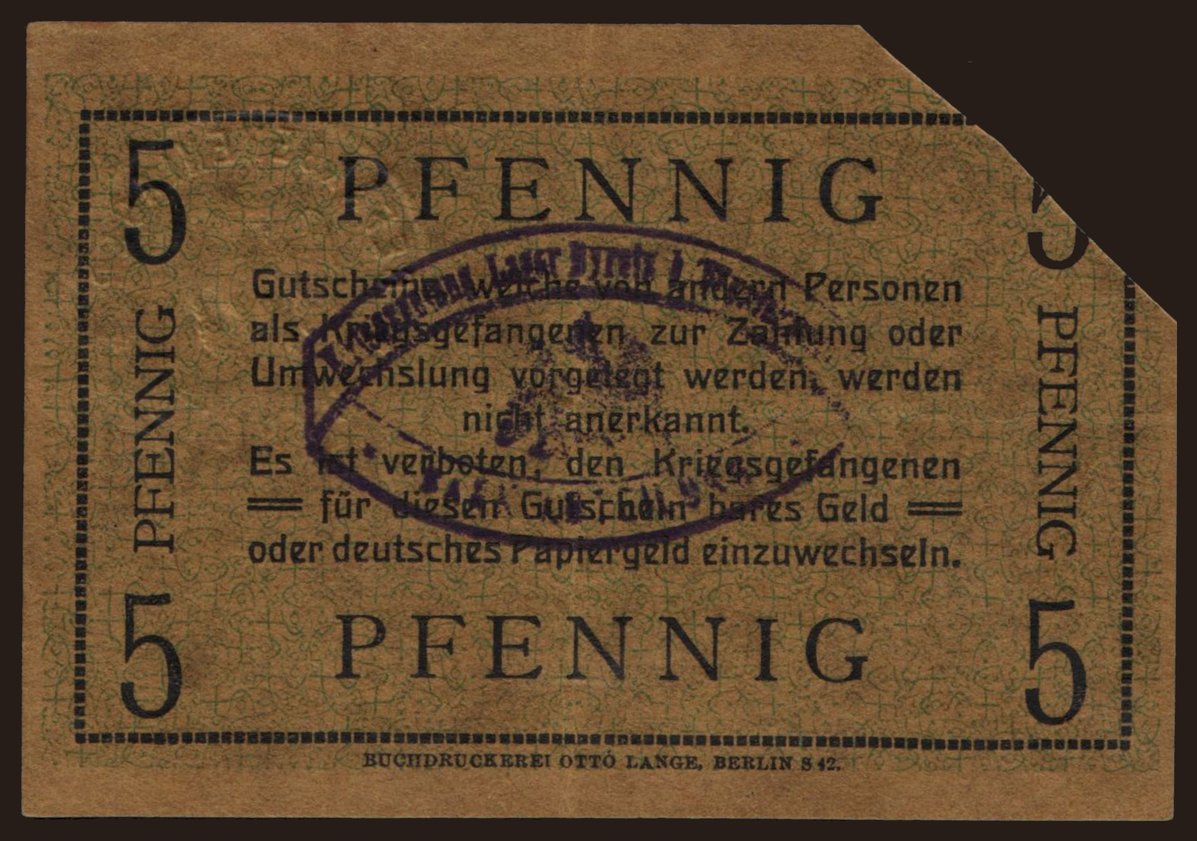 5 PFENNIG 5
Gutscheine, welche von andern Personen
als Kriegsgefangenen zur Zahlung oder
Umwechslung vorgelegt werden, werden
nicht anerkannt.
Es ist verboten, den Kriegsgefangenen
für diesen Gutschein bares Geld
oder deutsches Papiergeld einzuwechseln.
PFENNIG
PFENNIG
5 PFENNIG 5
BUCHDRUCKEREI OTTO LANGE, BERLIN S 42.
Lager